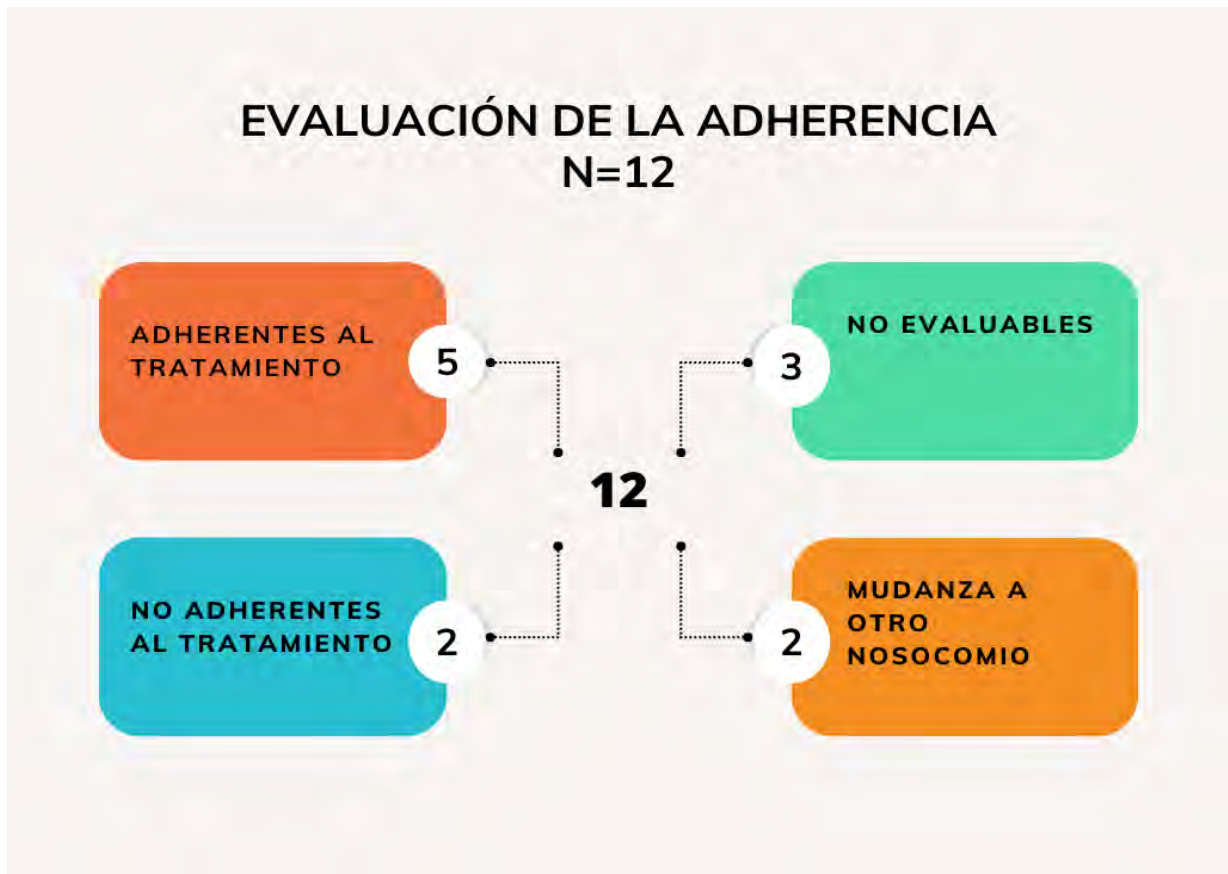 EVALUACIÓN DE LA ADHERENCIA
N=12
ADHERENTES AL
TRATAMIENTO
5
3
NO EVALUABLES
12
NO ADHERENTES
AL TRATAMIENTO
2
2
MUDANZA A
OTRO
NOSOCOMIO